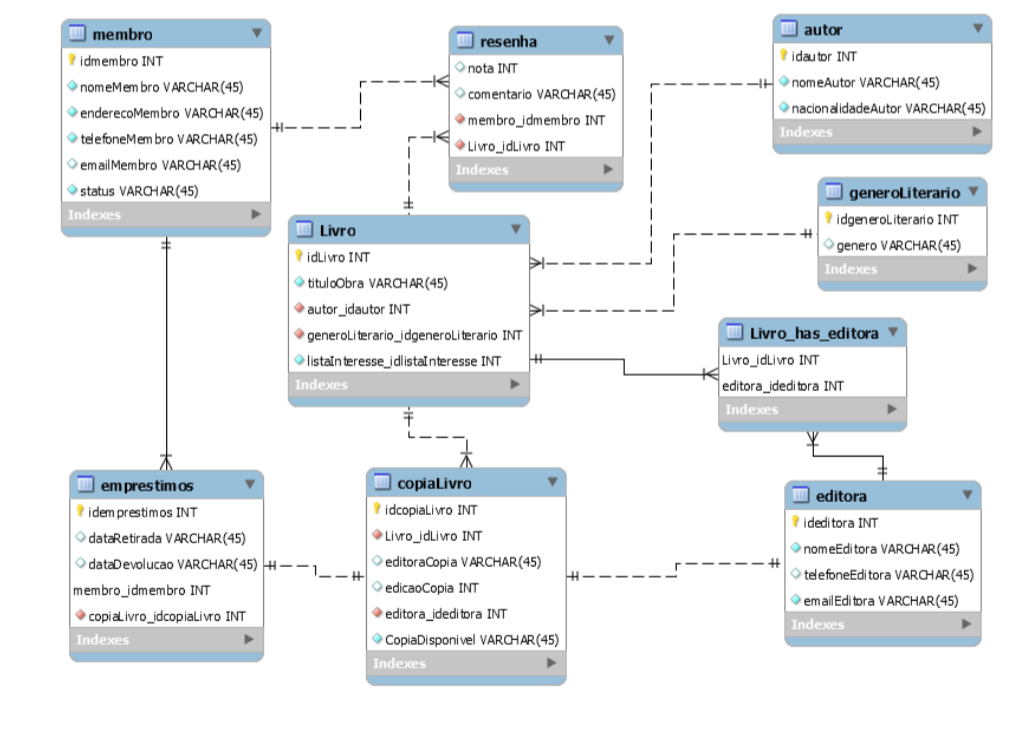 membro
idmembro INT
nomeMembro VARCHAR(45)
enderecoMembro VARCHAR(45)
telefoneMembro VARCHAR(45)
emailMembro VARCHAR(45)
status VARCHAR(45)
Indexes
resenha
nota INT
comentario VARCHAR(45)
membro_idmembro INT
Livro_idLivro INT
Indexes
autor
idautor INT
nomeAutor VARCHAR(45)
nacionalidadeAutor VARCHAR(45)
Indexes
generoLiterario
idgeneroLiterario INT
genero VARCHAR(45)
Indexes
Livro
idLivro INT
tituloObra VARCHAR(45)
autor_idautor INT
generoLiterario_idgeneroLiterario INT
listaInteresse_idlistaInteresse INT
Indexes
Livro_has_editora
Livro_idLivro INT
editora_ideditora INT
Indexes
emprestimos
idemprestimos INT
dataRetirada VARCHAR(45)
dataDevolucao VARCHAR(45)
membro_idmembro INT
copiaLivro_idcopiaLivro INT
Indexes
copiaLivro
idcopiaLivro INT
Livro_idLivro INT
editoraCopia VARCHAR(45)
edicaoCopia INT
editora_ideditora INT
CopiaDisponivel VARCHAR(45)
Indexes
editora
ideditora INT
nomeEditora VARCHAR(45)
telefoneEditora VARCHAR(45)
emailEditora VARCHAR(45)
Indexes